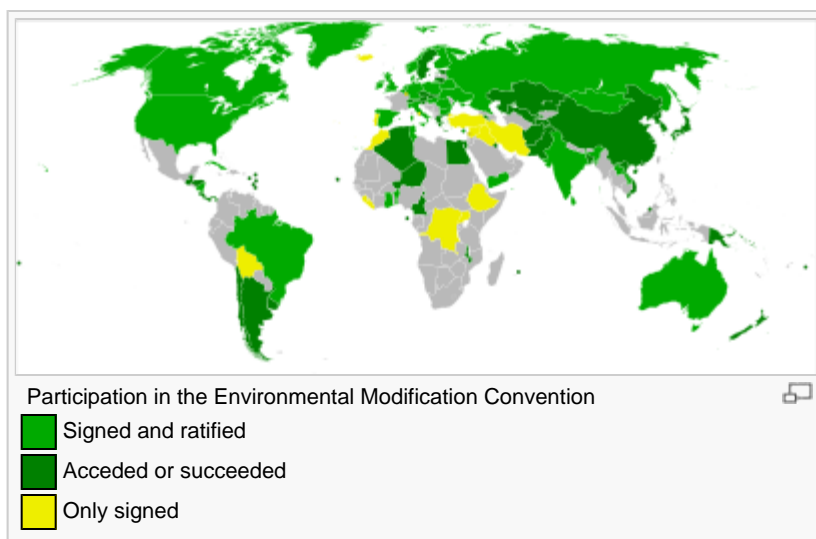 Participation in the Environmental Modification Convention
Signed and ratified
Acceded or succeeded
Only signed